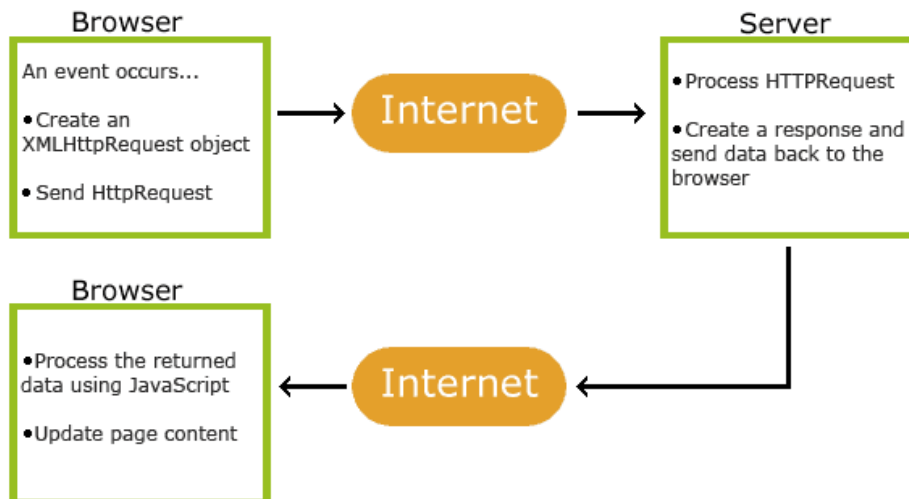 Browser
An event occurs...
•Create an
XMLHttpRequest object
•Send HttpRequest
Internet
Server
•Process HTTPRequest
•Create a response and
send data back to the
browser
Browser
•Process the returned
data using JavaScript
•Update page content
Internet